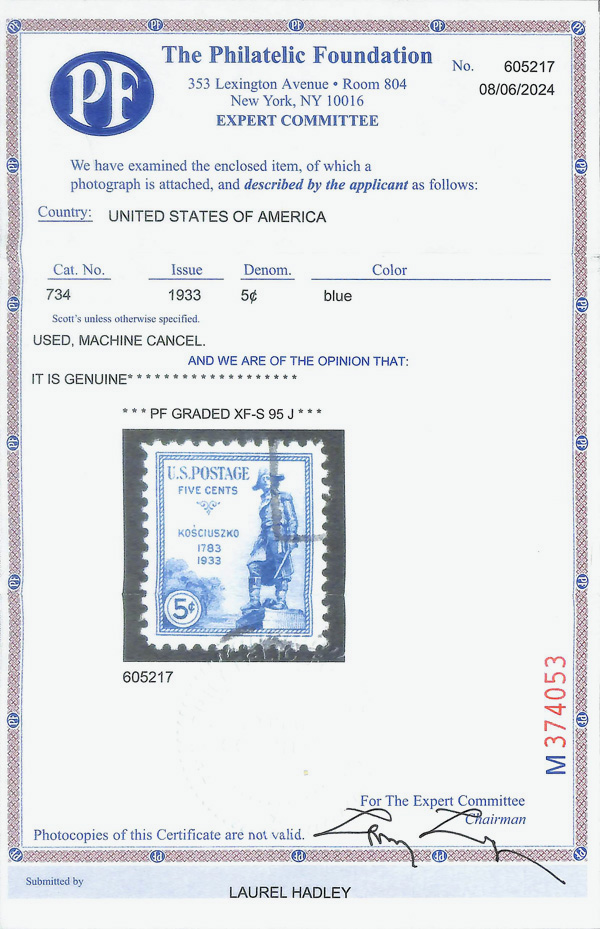 PF
The Philatelic Foundation
353 Lexington Avenue • Room 804
New York, NY 10016
EXPERT COMMITTEE
No. 605217
08/06/2024
We have examined the enclosed item, of which a
photograph is attached, and described by the applicant as follows:
Country: UNITED STATES OF AMERICA
Cat. No. Issue Denom. Color
734 1933 5¢ blue
Scott's unless otherwise specified.
USED, MACHINE CANCEL.
AND WE ARE OF THE OPINION THAT:
IT IS GENUINE* * * * * * * * * * * * * * * * * * * *
* * * PF GRADED XF-S 95 J * * *
U.S. POSTAGE
FIVE CENTS
KOŚCIUSZKO
1783
1933
5¢
605217
M 374053
For The Expert Committee
Chairman
Photocopies of this Certificate are not valid.
Submitted by
LAUREL HADLEY